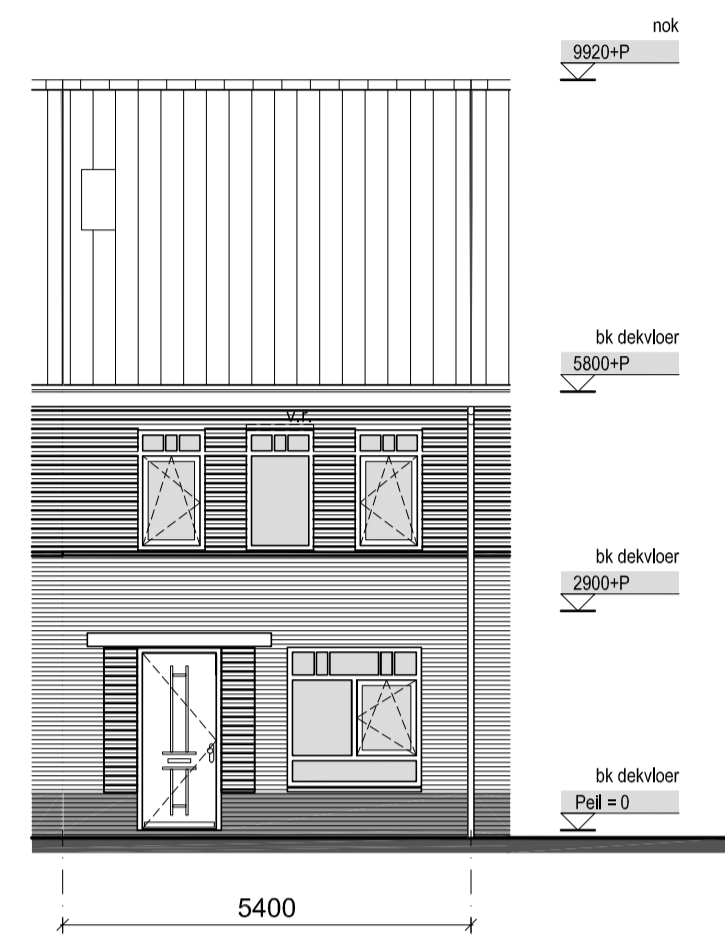 nok
9920+P
bk dekvloer
5800+P
v.r.
bk dekvloer
2900+P
bk dekvloer
Peil = 0
5400